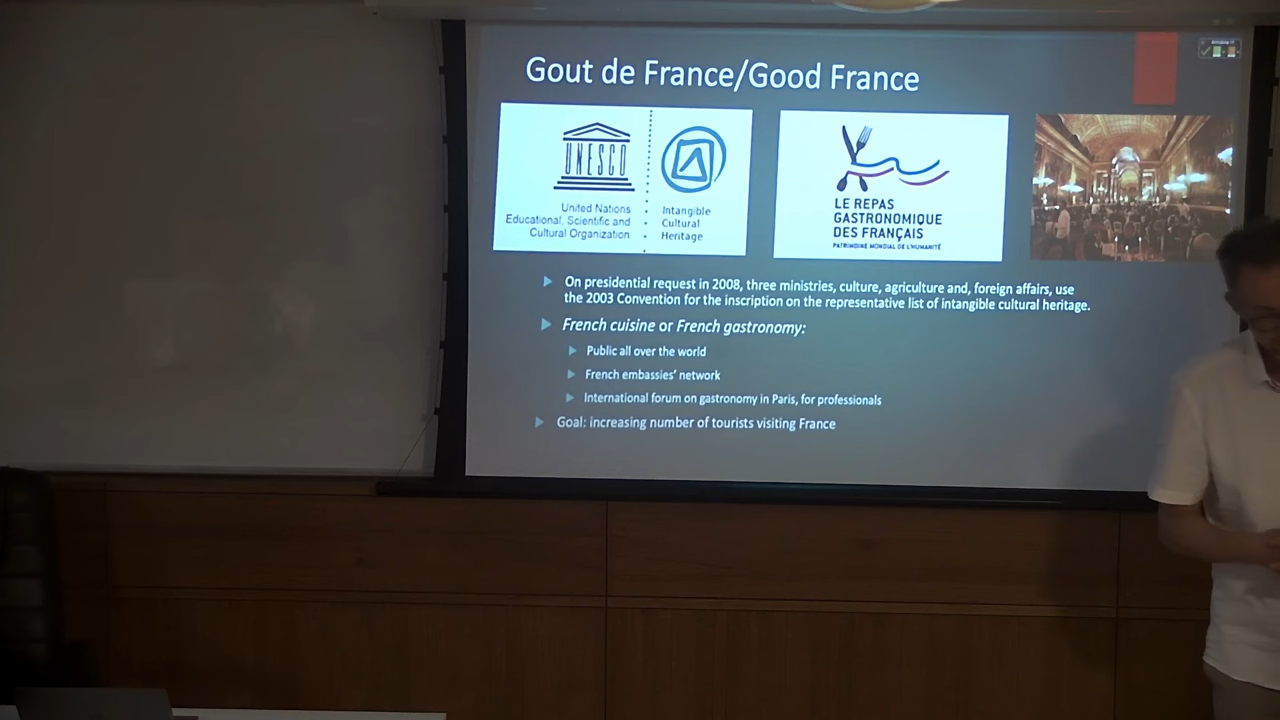 Gout de France/Good France
UNESCO
United Nations
Educational, Scientific and
Cultural Organization
Intangible
Cultural
Heritage
LE REPAS
GASTRONOMIQUE
DES FRANÇAIS
PATRIMOINE MONDIAL DE L'HUMANITÉ
On presidential request in 2008, three ministries, culture, agriculture and, foreign affairs, use
the 2003 Convention for the inscription on the representative list of intangible cultural heritage.
French cuisine or French gastronomy:
Public all over the world
French embassies' network
International forum on gastronomy in Paris, for professionals
Goal: increasing number of tourists visiting France